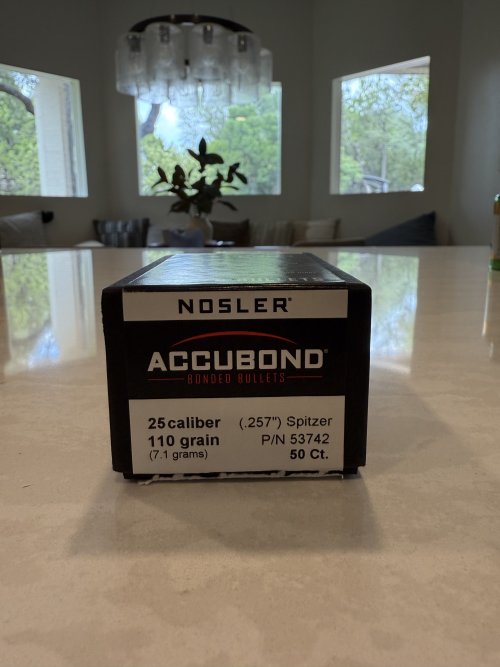 NOSLER®
ACCUBOND®
BONDED BULLETS
25 caliber (.257") Spitzer
110 grain P/N 53742
(7.1 grams) 50 Ct.